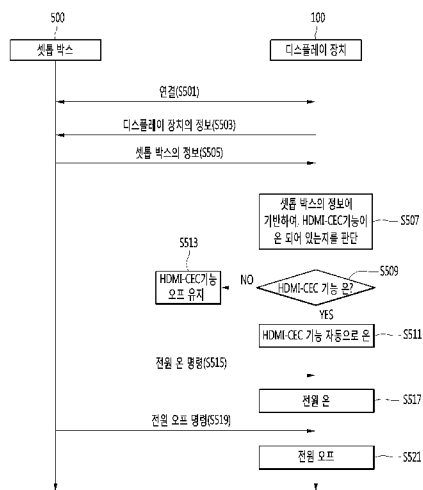 500
100
셋톱 박스
디스플레이 장치
연결(S501)
디스플레이 장치의 정보(S503)
셋톱 박스의 정보(S505)
셋톱 박스의 정보에
기반하여, HDMI-CEC기능이
온 되어 있는지를 판단
S507
S513
HDMI-CEC기능
오프 유지
NO
HDMI-CEC 기능 온?
S509
YES
HDMI-CEC 기능 자동으로 온
S511
전원 온 명령(S515)
전원 온
S517
전원 오프 명령(S519)
전원 오프
S521